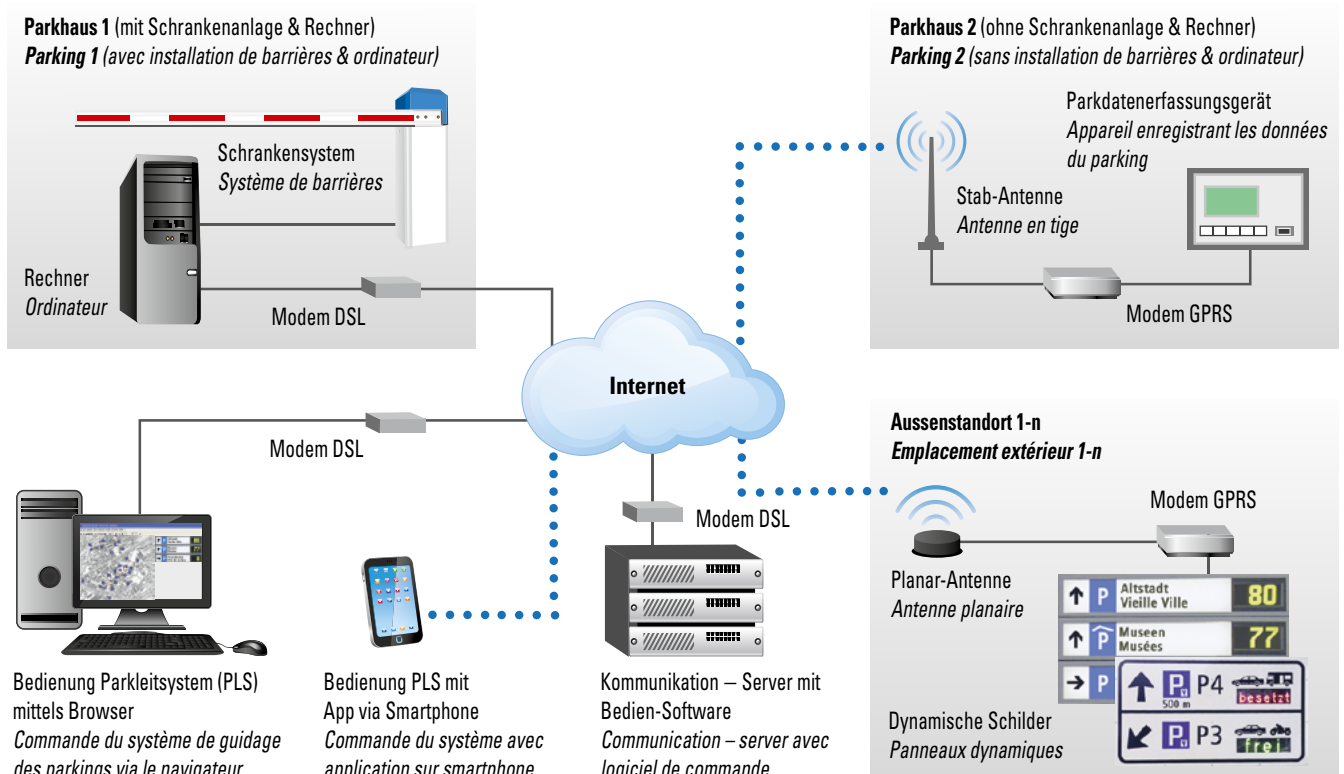 Parkhaus 1 (mit Schrankenanlage & Rechner)
Parking 1 (avec installation de barrières & ordinateur)
Schrankensystem
Système de barrières
Rechner
Ordinateur
Modem DSL
Parkhaus 2 (ohne Schrankenanlage & Rechner)
Parking 2 (sans installation de barrières & ordinateur)
Parkdatenerfassungsgerät
Appareil enregistrant les données
du parking
Stab-Antenne
Antenne en tige
Modem GPRS
Internet
Modem DSL
Modem DSL
Aussenstandort 1-n
Emplacement extérieur 1-n
Modem GPRS
Planar-Antenne
Antenne planaire
P Altstadt 80
Vieille Ville
P Museen 77
Musées
P
P P4
500 m besetzt
P P3
frei
Dynamische Schilder
Panneaux dynamiques
Bedienung Parkleitsystem (PLS)
mittels Browser
Commande du système de guidage
des parkings via le navigateur
Bedienung PLS mit
App via Smartphone
Commande du système avec
application sur smartphone
Kommunikation – Server mit
Bedien-Software
Communication – server avec
logiciel de commande